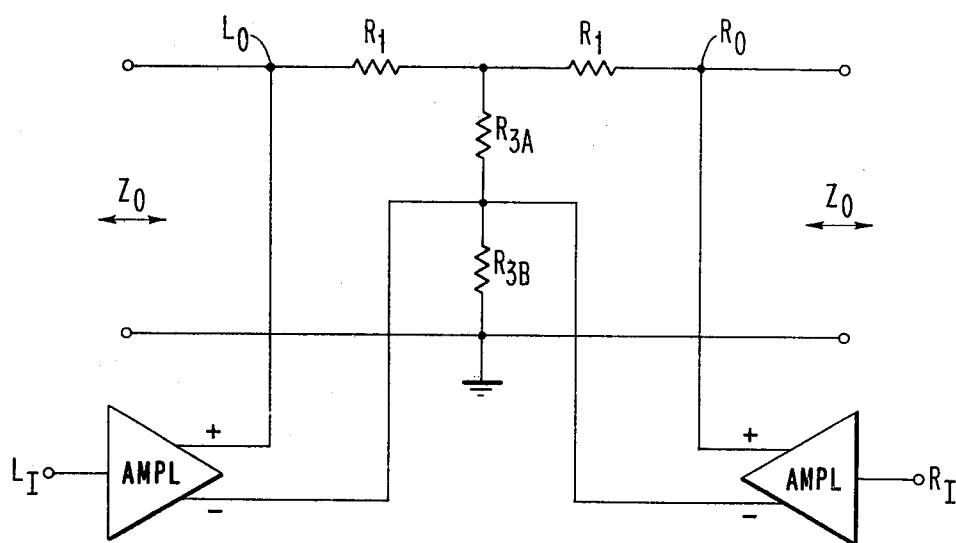 L0 R1 R1 R0
R3A
Z0 Z0
R3B
+ +
LI AMPL AMPL RI
- -